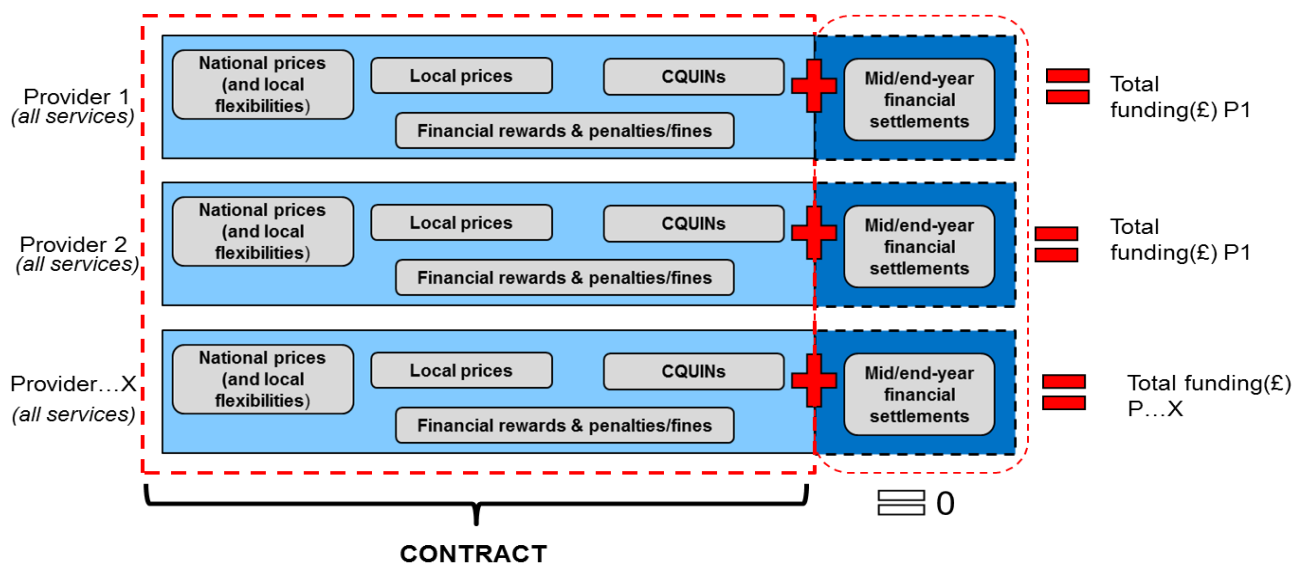 National prices
(and local
flexibilities)
Local prices
CQUINs
Financial rewards & penalties/fines
Mid/end-year
financial
settlements
Provider 1
(all services)
Total
funding(£) P1
National prices
(and local
flexibilities)
Local prices
CQUINs
Financial rewards & penalties/fines
Mid/end-year
financial
settlements
Provider 2
(all services)
Total
funding(£) P1
National prices
(and local
flexibilities)
Local prices
CQUINs
Financial rewards & penalties/fines
Mid/end-year
financial
settlements
Provider...X
(all services)
Total funding(£)
P...X
= 0
CONTRACT